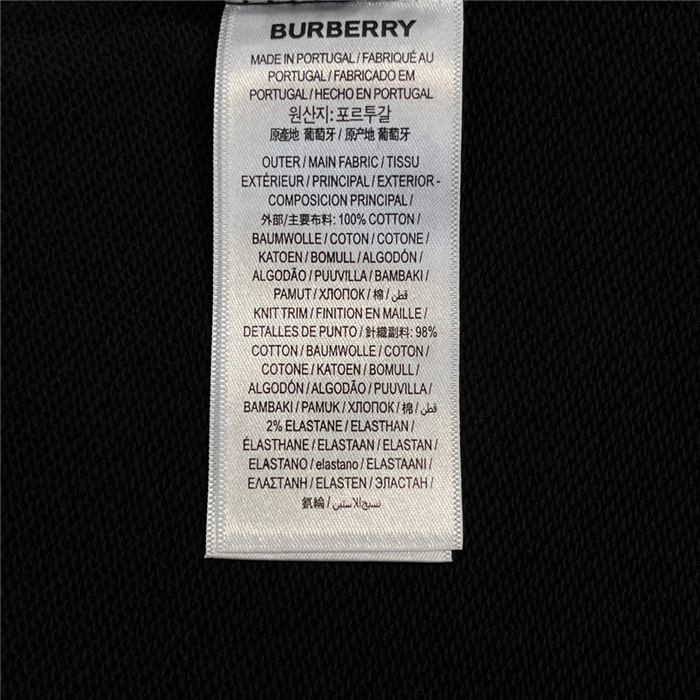 BURBERRY
MADE IN PORTUGAL / FABRIQUÉ AU
PORTUGAL / FABRICADO EM
PORTUGAL / HECHO EN PORTUGAL
원산지: 포르투갈
原產地 葡萄牙 / 原产地 葡萄牙
OUTER / MAIN FABRIC / TISSU
EXTÉRIEUR / PRINCIPAL / EXTERIOR -
COMPOSICION PRINCIPAL /
外部/主要布料: 100% COTTON /
BAUMWOLLE / COTON / COTONE /
KATOEN / BOMULL / ALGODÓN /
ALGODÃO / PUUVILLA / BAMBAKI /
PAMUT / ХЛОПОК / 棉 / قطن
KNIT TRIM / FINITION EN MAILLE /
DETALLES DE PUNTO / 針織副料: 98%
COTTON / BAUMWOLLE / COTON /
COTONE / KATOEN / BOMULL /
ALGODÓN / ALGODÃO / PUUVILLA /
BAMBAKI / PAMUK / ХЛОПОК / 棉 / قطن /
2% ELASTANE / ELASTHAN /
ÉLASTHANE / ELASTAAN / ELASTAN /
ELASTANO / elastano / ELASTAANI /
ΕΛΑΣΤΑΝΗ / ELASTEN / ЭЛАСТАН /
氨綸 / نسيج الاستين